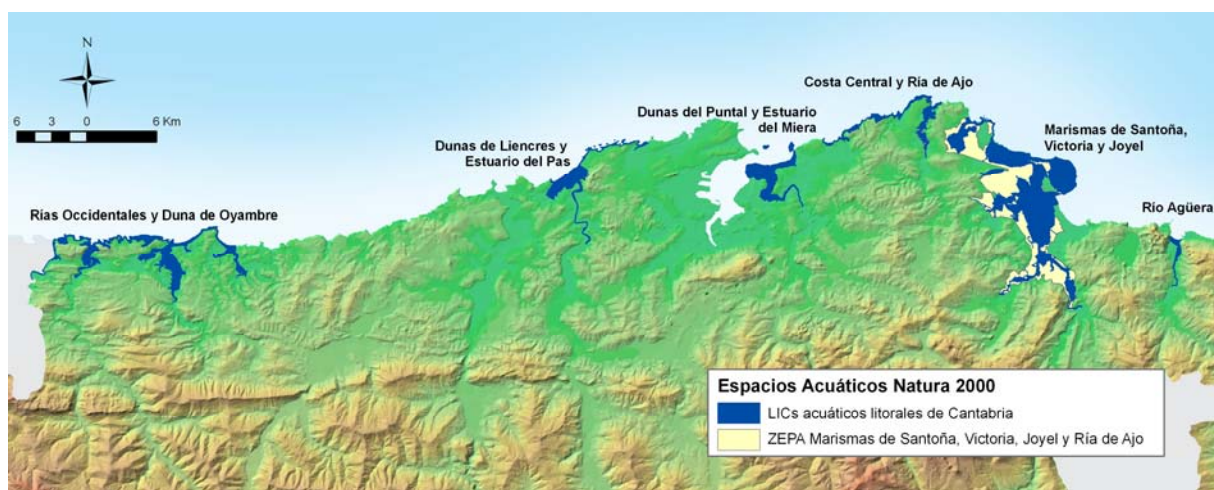 N
6 3 0 6 Km
Costa Central y Ría de Ajo
Dunas del Puntal y Estuario
del Miera
Marismas de Santoña,
Victoria y Joyel
Dunas de Liencres y
Estuario del Pas
Rías Occidentales y Duna de Oyambre
Río Agüera
Espacios Acuáticos Natura 2000
LICs acuáticos litorales de Cantabria
ZEPA Marismas de Santoña, Victoria, Joyel y Ría de Ajo